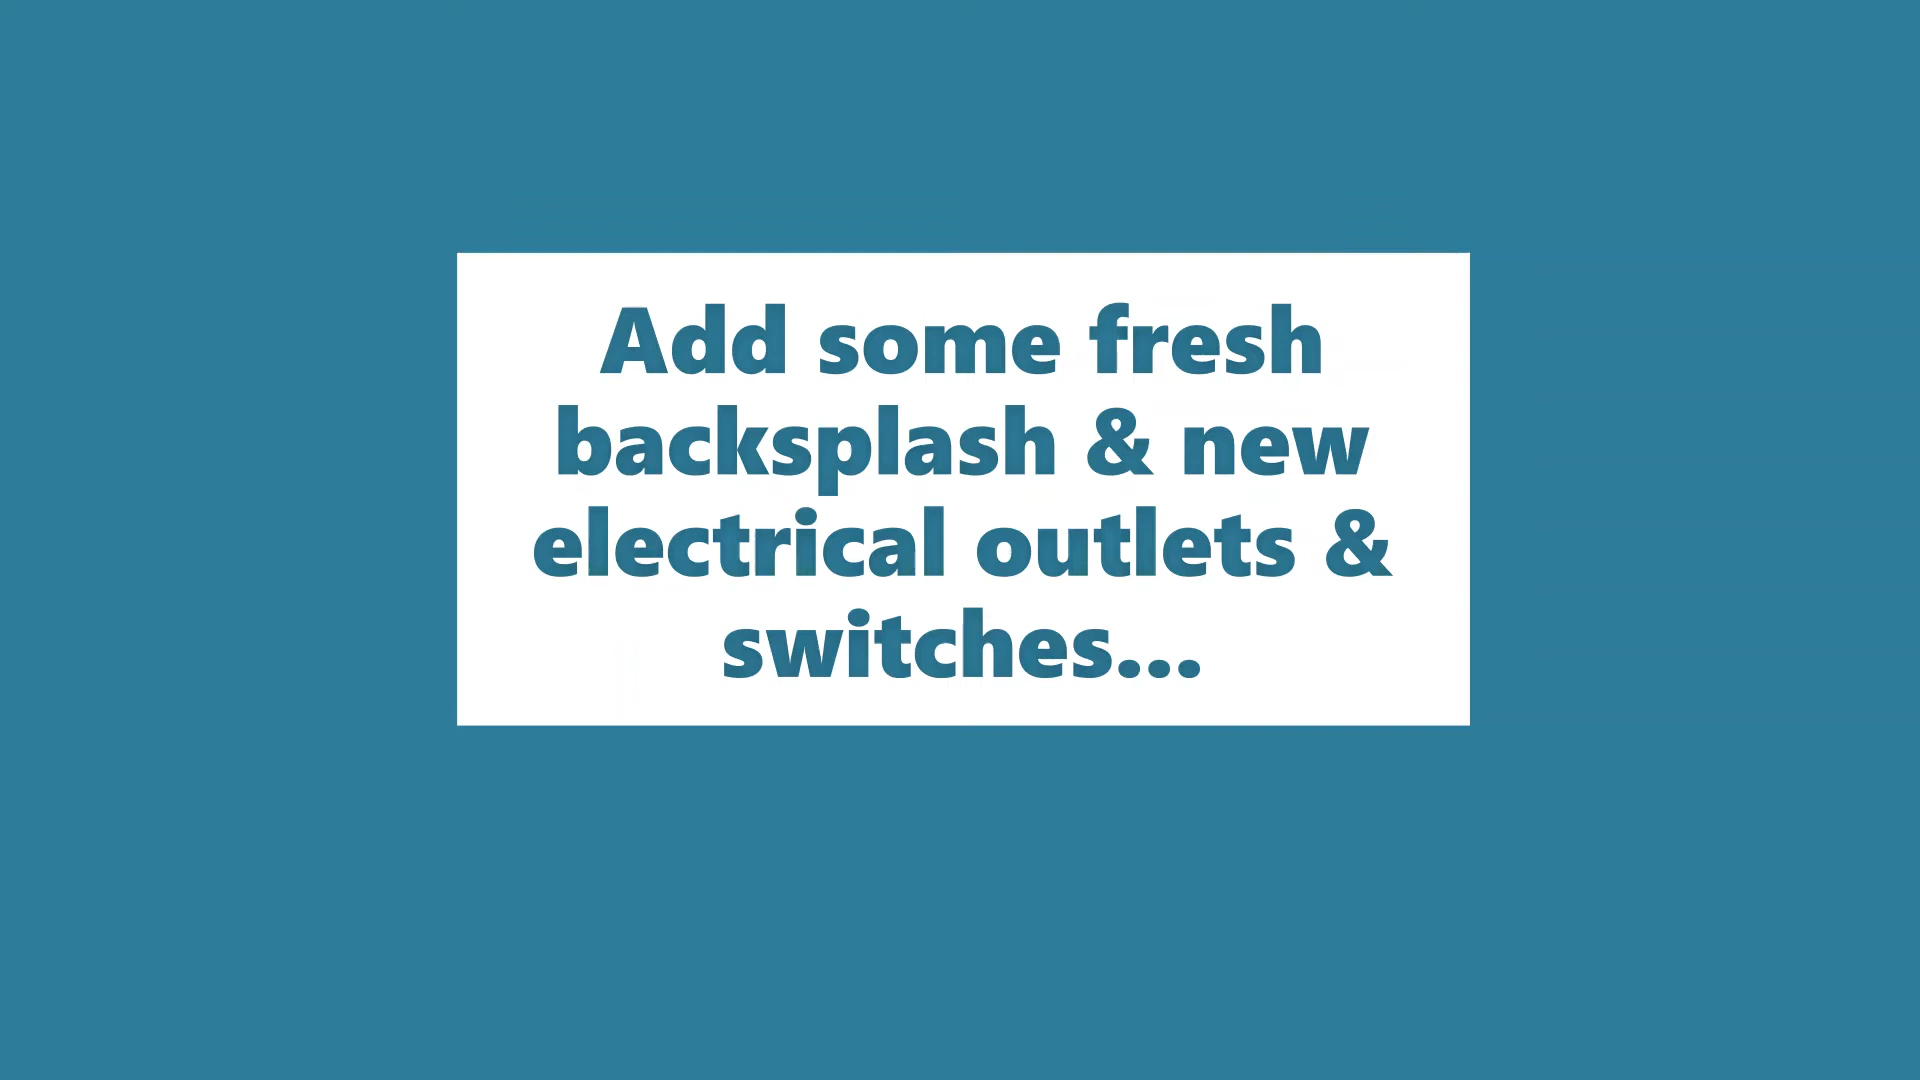 Add some fresh
backsplash & new
electrical outlets &
switches...